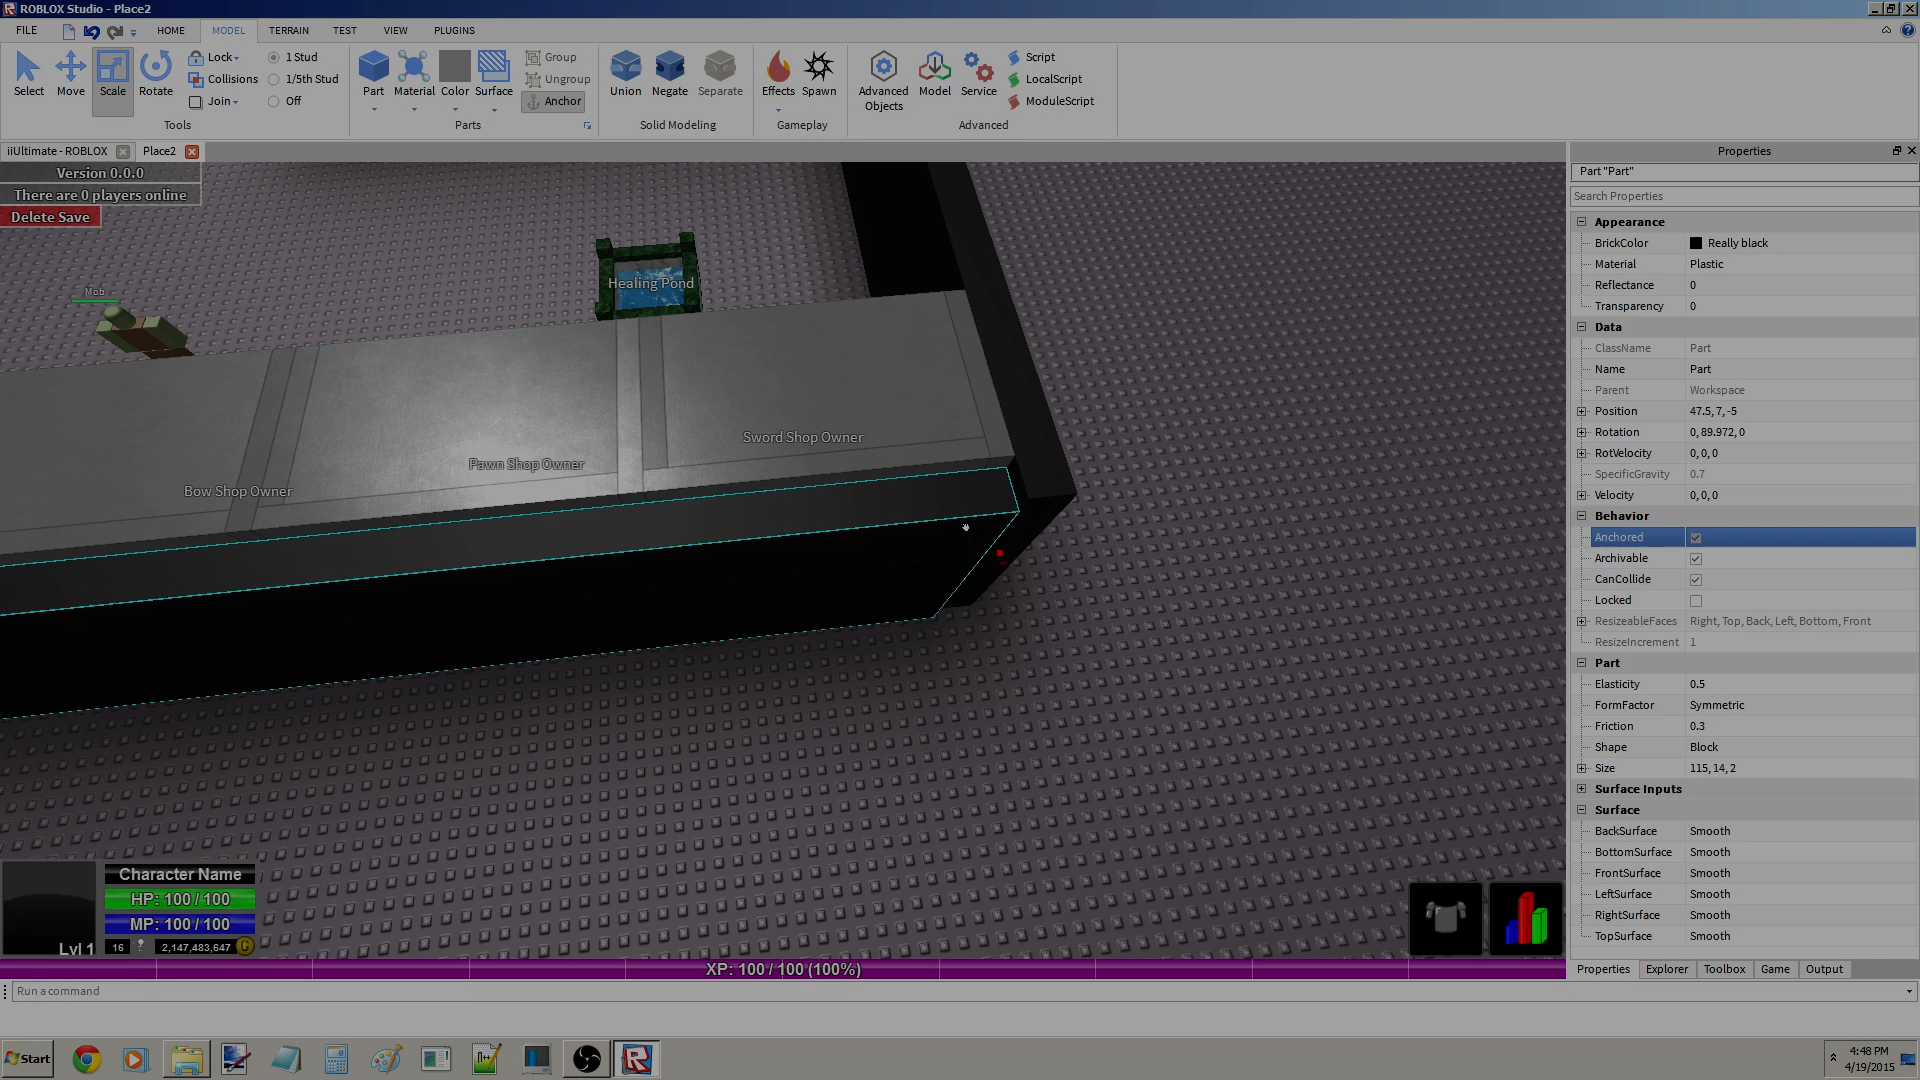 ROBLOX Studio - Place2
FILE HOME MODEL TERRAIN TEST VIEW PLUGINS
Select Move Scale Rotate
Lock
Collisions
Join
1 Stud
1/5th Stud
Off
Tools
Part Material Color Surface
Group
Ungroup
Anchor
Parts
Union Negate Separate
Solid Modeling
Effects Spawn
Gameplay
Advanced Objects Model Service
Script
LocalScript
ModuleScript
Advanced
iiUltimate - ROBLOX Place2
Version 0.0.0
There are 0 players online
Delete Save
Mob
Healing Pond
Sword Shop Owner
Pawn Shop Owner
Bow Shop Owner
Character Name
HP: 100 / 100
MP: 100 / 100
Lvl 1
16
2,147,483,647
G
XP: 100 / 100 (100%)
Properties
Part "Part"
Search Properties
Appearance
BrickColor Really black
Material Plastic
Reflectance 0
Transparency 0
Data
ClassName Part
Name Part
Parent Workspace
Position 47.5, 7, -5
Rotation 0, 89.972, 0
RotVelocity 0, 0, 0
SpecificGravity 0.7
Velocity 0, 0, 0
Behavior
Anchored
Archivable
CanCollide
Locked
ResizeableFaces Right, Top, Back, Left, Bottom, Front
ResizeIncrement 1
Part
Elasticity 0.5
FormFactor Symmetric
Friction 0.3
Shape Block
Size 115, 14, 2
Surface Inputs
Surface
BackSurface Smooth
BottomSurface Smooth
FrontSurface Smooth
LeftSurface Smooth
RightSurface Smooth
TopSurface Smooth
Properties Explorer Toolbox Game Output
Run a command
Start
4:48 PM
4/19/2015